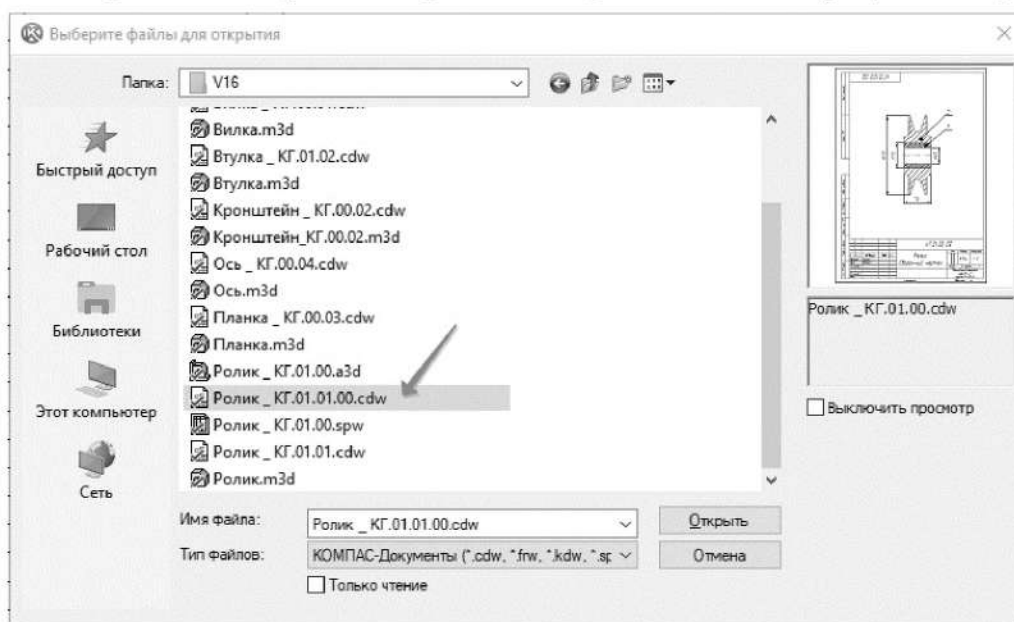 Выберите файлы для открытия
Папка: V16
Быстрый доступ
Рабочий стол
Библиотеки
Этот компьютер
Сеть
Вилка.m3d
Втулка _ КГ.01.02.cdw
Втулка.m3d
Кронштейн _ КГ.00.02.cdw
Кронштейн_КГ.00.02.m3d
Ось _ КГ.00.04.cdw
Ось.m3d
Планка _ КГ.00.03.cdw
Планка.m3d
Ролик _ КГ.01.00.a3d
Ролик _ КГ.01.01.00.cdw
Ролик _ КГ.01.00.spw
Ролик _ КГ.01.01.cdw
Ролик.m3d
Имя файла: Ролик _ КГ.01.01.00.cdw Открыть
Тип файлов: КОМПАС-Документы (*.cdw, *.frw, *.kdw, *.sp Отмена
Только чтение
Ролик _КГ.01.00.cdw
Выключить просмотр